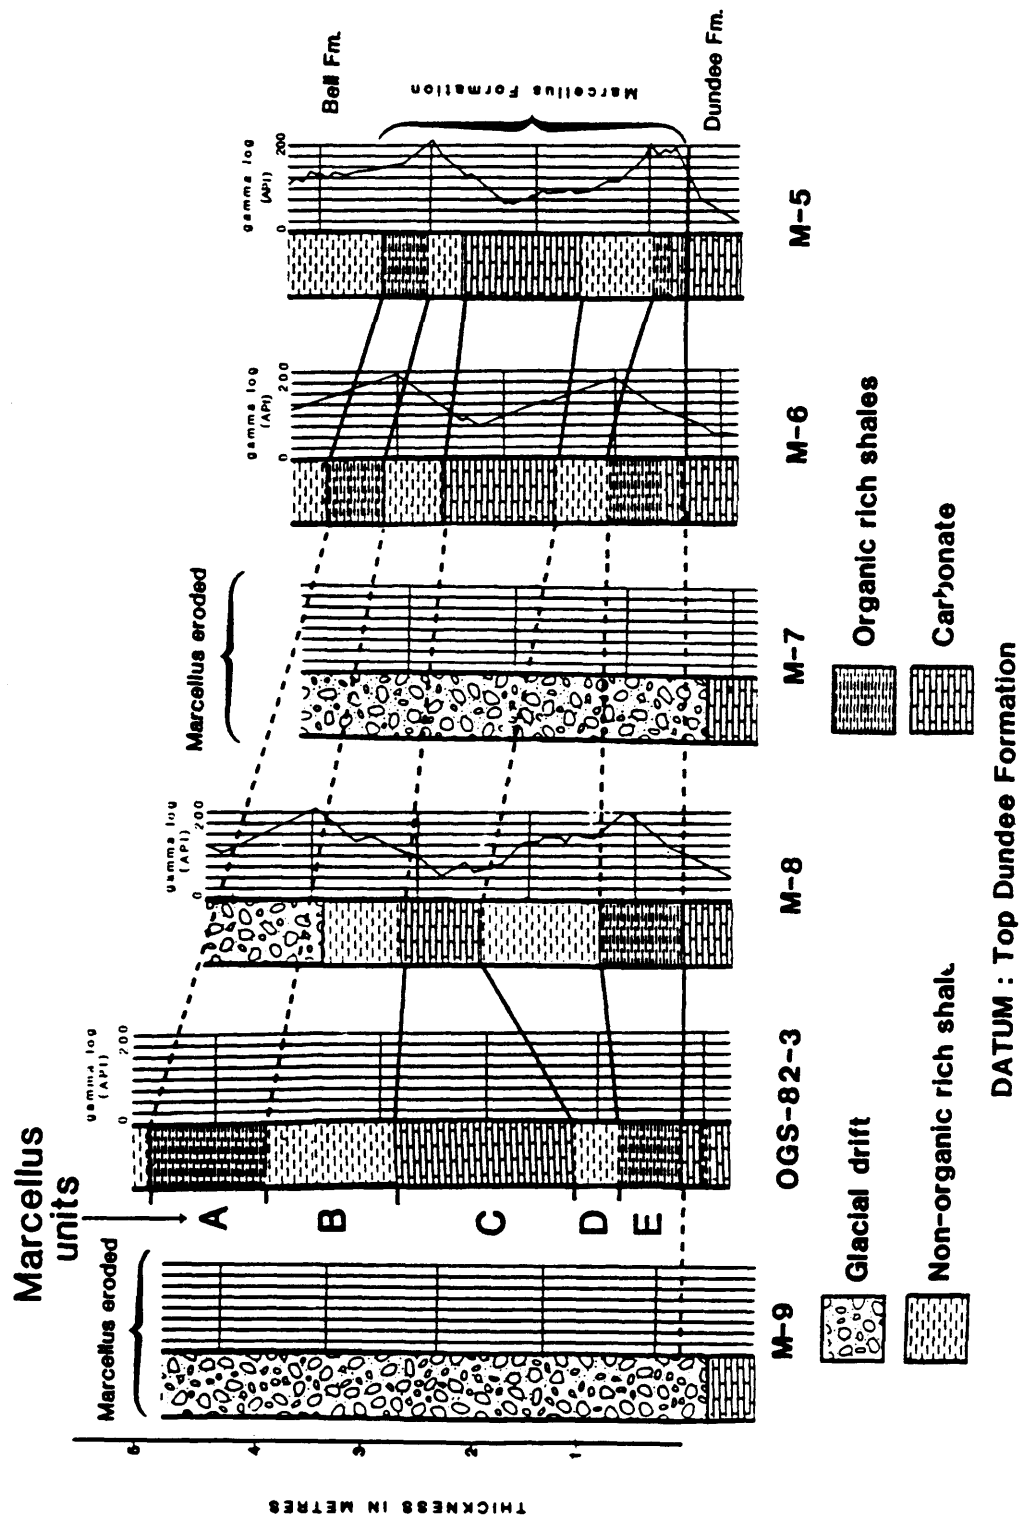 Marcellus
units
Marcellus eroded
Marcellus eroded
gamma log
(API)
0 200
gamma log
(API)
0 200
gamma log
(API)
0 200
gamma log
(API)
0 200
Bell Fm.
Marcellus Formation
Dundee Fm.
THICKNESS IN METRES
5
4
3
2
1
A
B
C
D
E
M-9
OGS-82-3
M-8
M-7
M-6
M-5
Glacial drift
Non-organic rich shale
Organic rich shales
Carbonate
DATUM : Top Dundee Formation